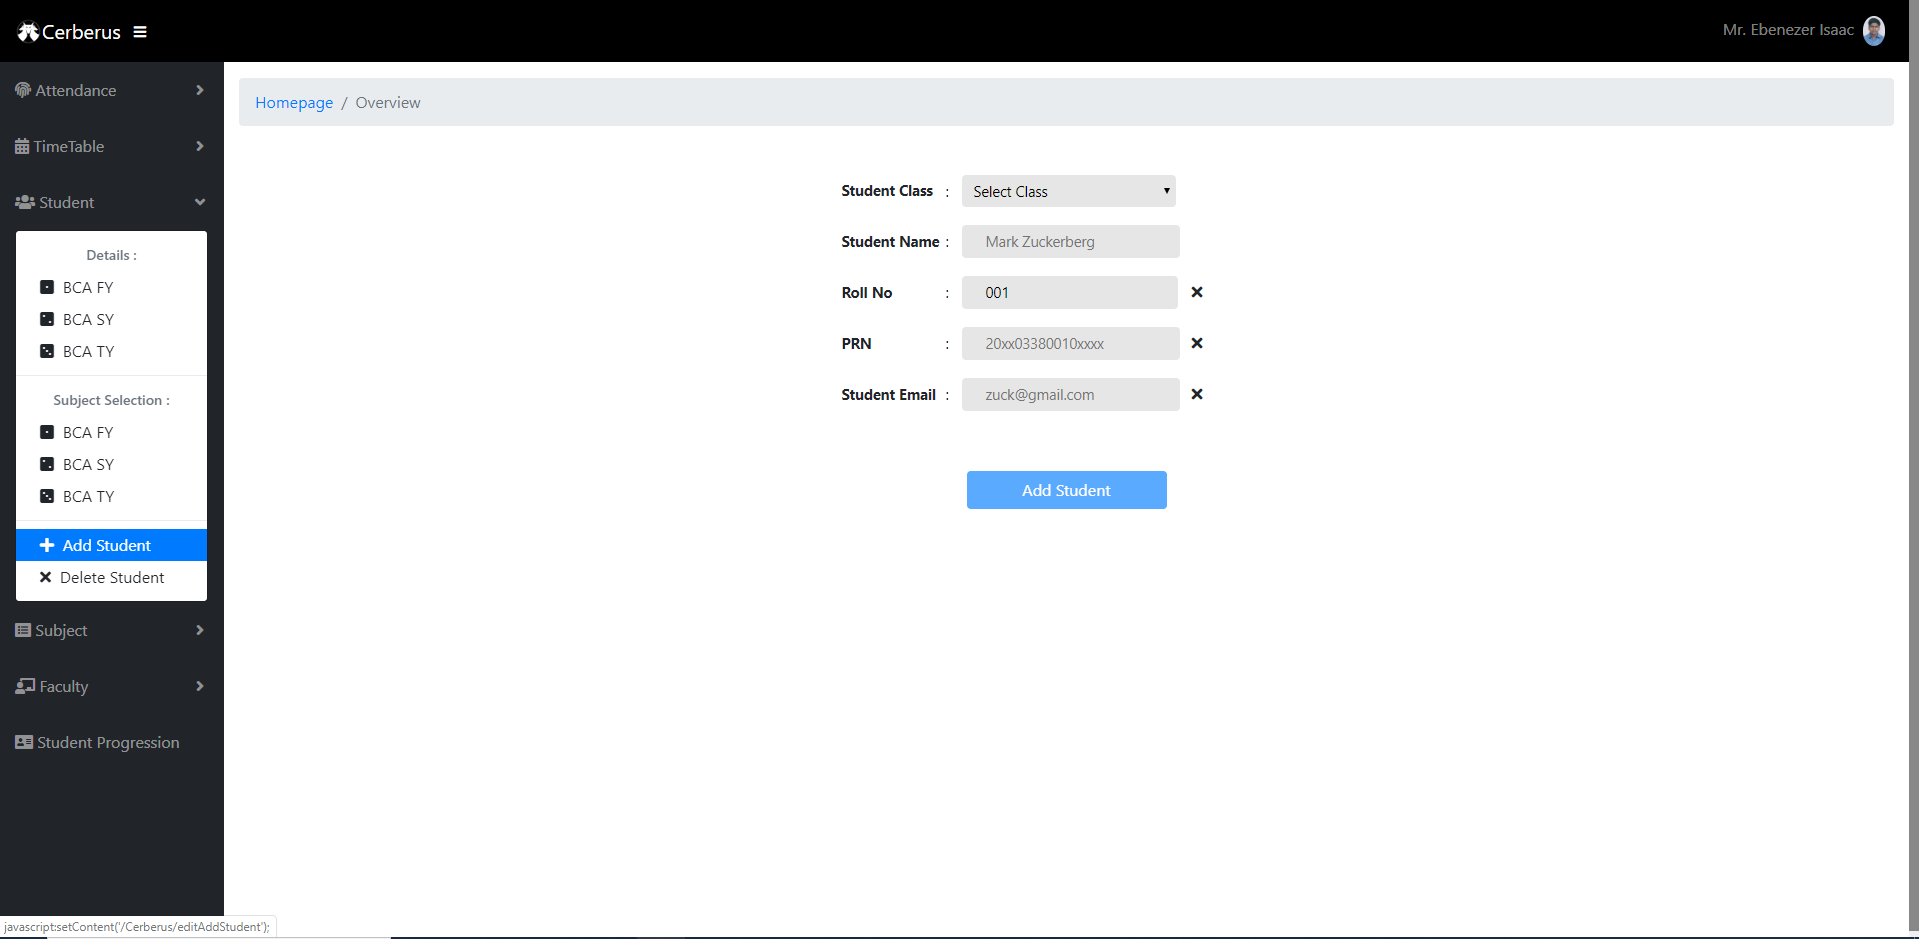 Cerberus
Mr. Ebenezer Isaac
Attendance
TimeTable
Student
Details :
BCA FY
BCA SY
BCA TY
Subject Selection :
BCA FY
BCA SY
BCA TY
Add Student
Delete Student
Subject
Faculty
Student Progression
Homepage / Overview
Student Class : Select Class
Student Name : Mark Zuckerberg
Roll No : 001
PRN : 20xx03380010xxxx
Student Email : zuck@gmail.com
Add Student
javascript:setContent('/Cerberus/editAddStudent');